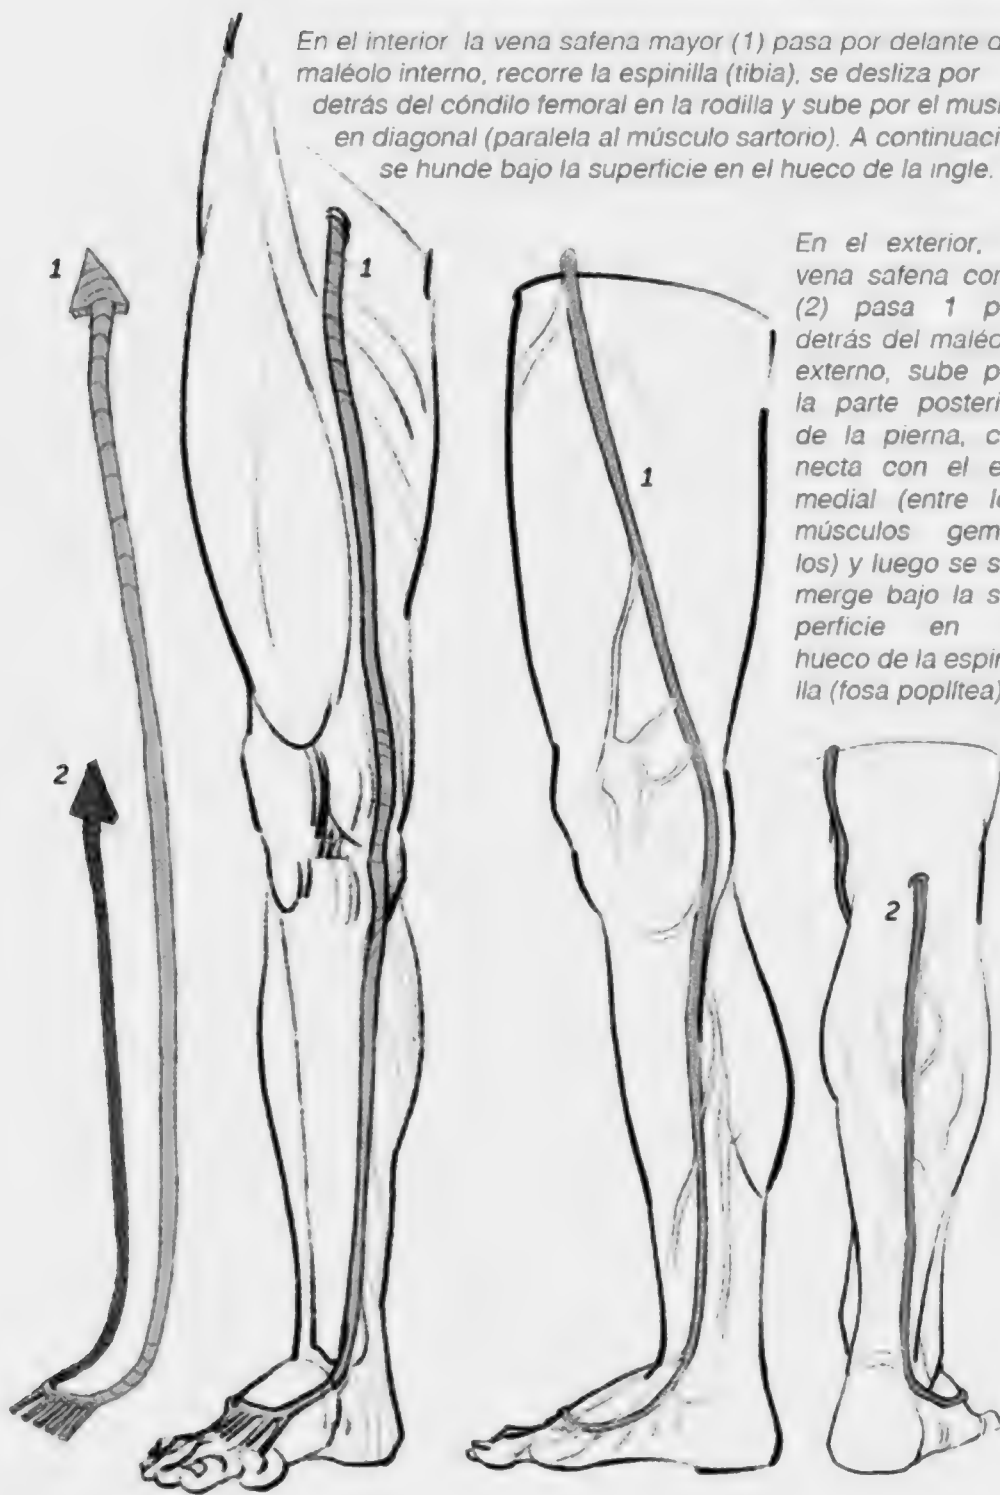 En el interior la vena safena mayor (1) pasa por delante d
maléolo interno, recorre la espinilla (tibia), se desliza por
detrás del cóndilo femoral en la rodilla y sube por el mus
en diagonal (paralela al músculo sartorio). A continuaci
se hunde bajo la superficie en el hueco de la ingle.
En el exterior,
vena safena cor
(2) pasa 1 p
detrás del maléo
externo, sube p
la parte posteri
de la pierna, c
necta con el e
medial (entre l
músculos gem
los) y luego se s
merge bajo la s
perficie en
hueco de la espin
lla (fosa poplítea)
1
1
1
2
2